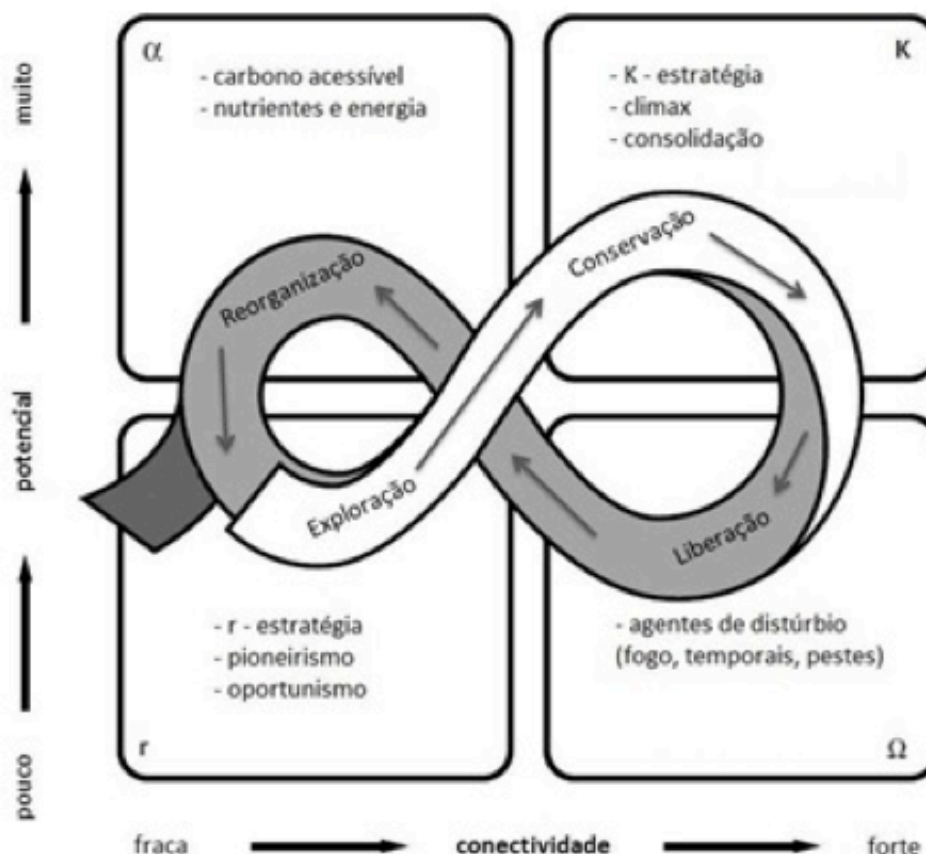 α
- carbono acessível
- nutrientes e energia
K
- K - estratégia
- climax
- consolidação
muito
potencial
pouco
Reorganização
Conservação
Exploração
Liberação
- r - estratégia
- pioneirismo
- oportunismo
r
- agentes de distúrbio
(fogo, temporais, pestes)
Ω
fraca
conectividade
forte